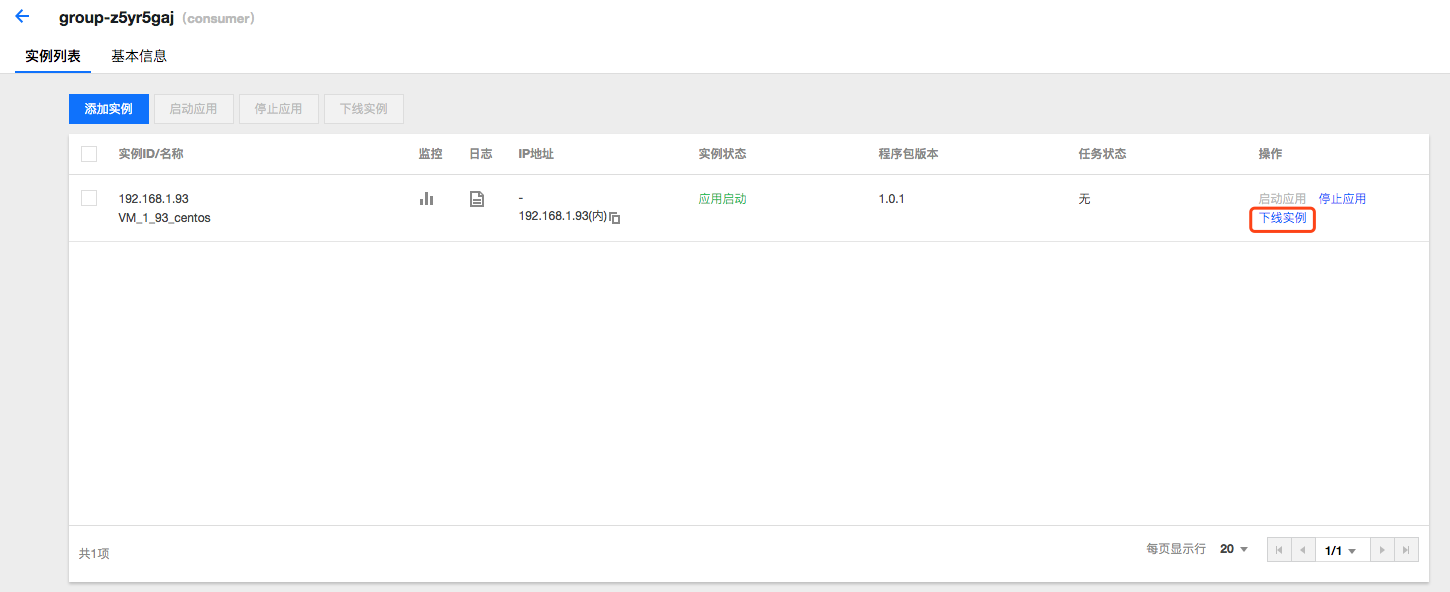 group-z5yr5gaj (consumer)
实例列表 基本信息
添加实例 启动应用 停止应用 下线实例
实例ID/名称 监控 日志 IP地址 实例状态 程序包版本 任务状态 操作
192.168.1.93 - 应用启动 1.0.1 无 启动应用 停止应用
VM_1_93_centos 192.168.1.93(内) 下线实例
共1项 每页显示行 20 1/1